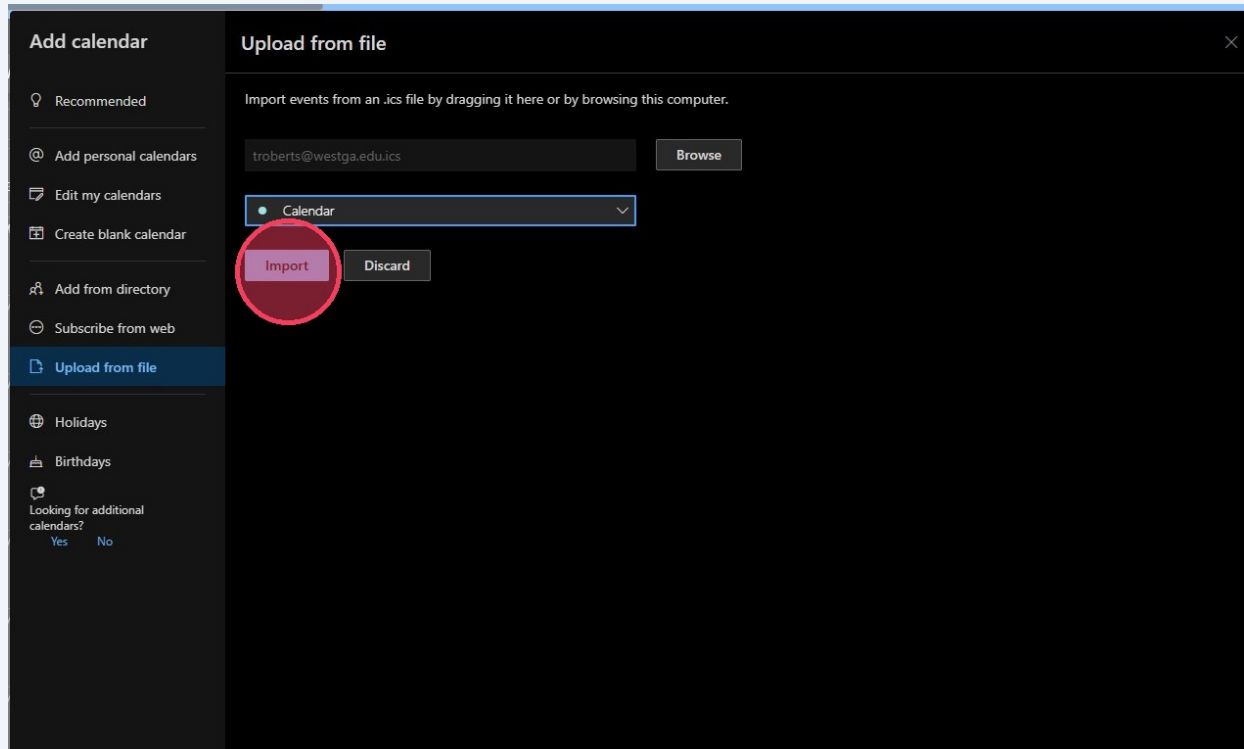 Add calendar
Recommended
Add personal calendars
Edit my calendars
Create blank calendar
Add from directory
Subscribe from web
Upload from file
Holidays
Birthdays
Looking for additional
calendars?
Yes No
Upload from file
Import events from an .ics file by dragging it here or by browsing this computer.
troberts@westga.edu.ics
Browse
Calendar
Import Discard